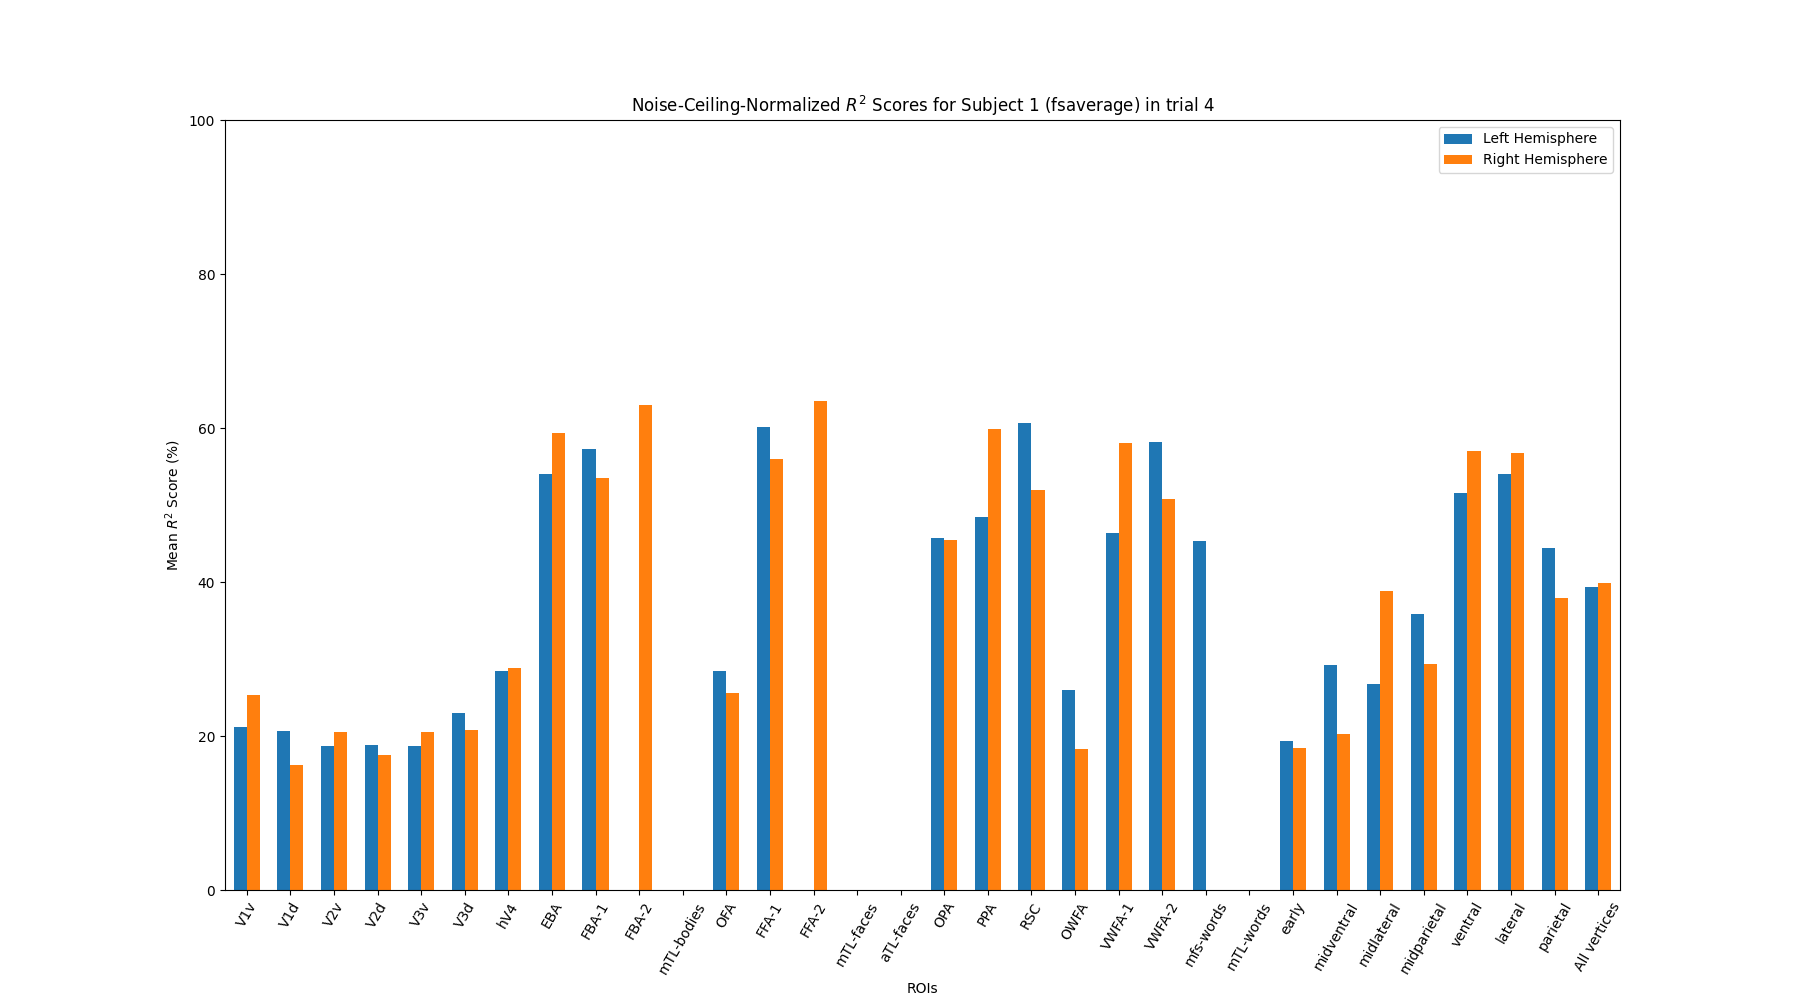 Noise-Ceiling-Normalized R² Scores for Subject 1 (fsaverage) in trial 4
Left Hemisphere
Right Hemisphere
Mean R² Score (%)
100
80
60
40
20
0
V1v
V1d
V2v
V2d
V3v
V3d
hV4
EBA
FBA-1
FBA-2
mTL-bodies
OFA
FFA-1
FFA-2
mTL-faces
aTL-faces
OPA
PPA
RSC
OWFA
VWFA-1
VWFA-2
mfs-words
mTL-words
early
midventral
midlateral
midparietal
ventral
lateral
parietal
All vertices
ROIs